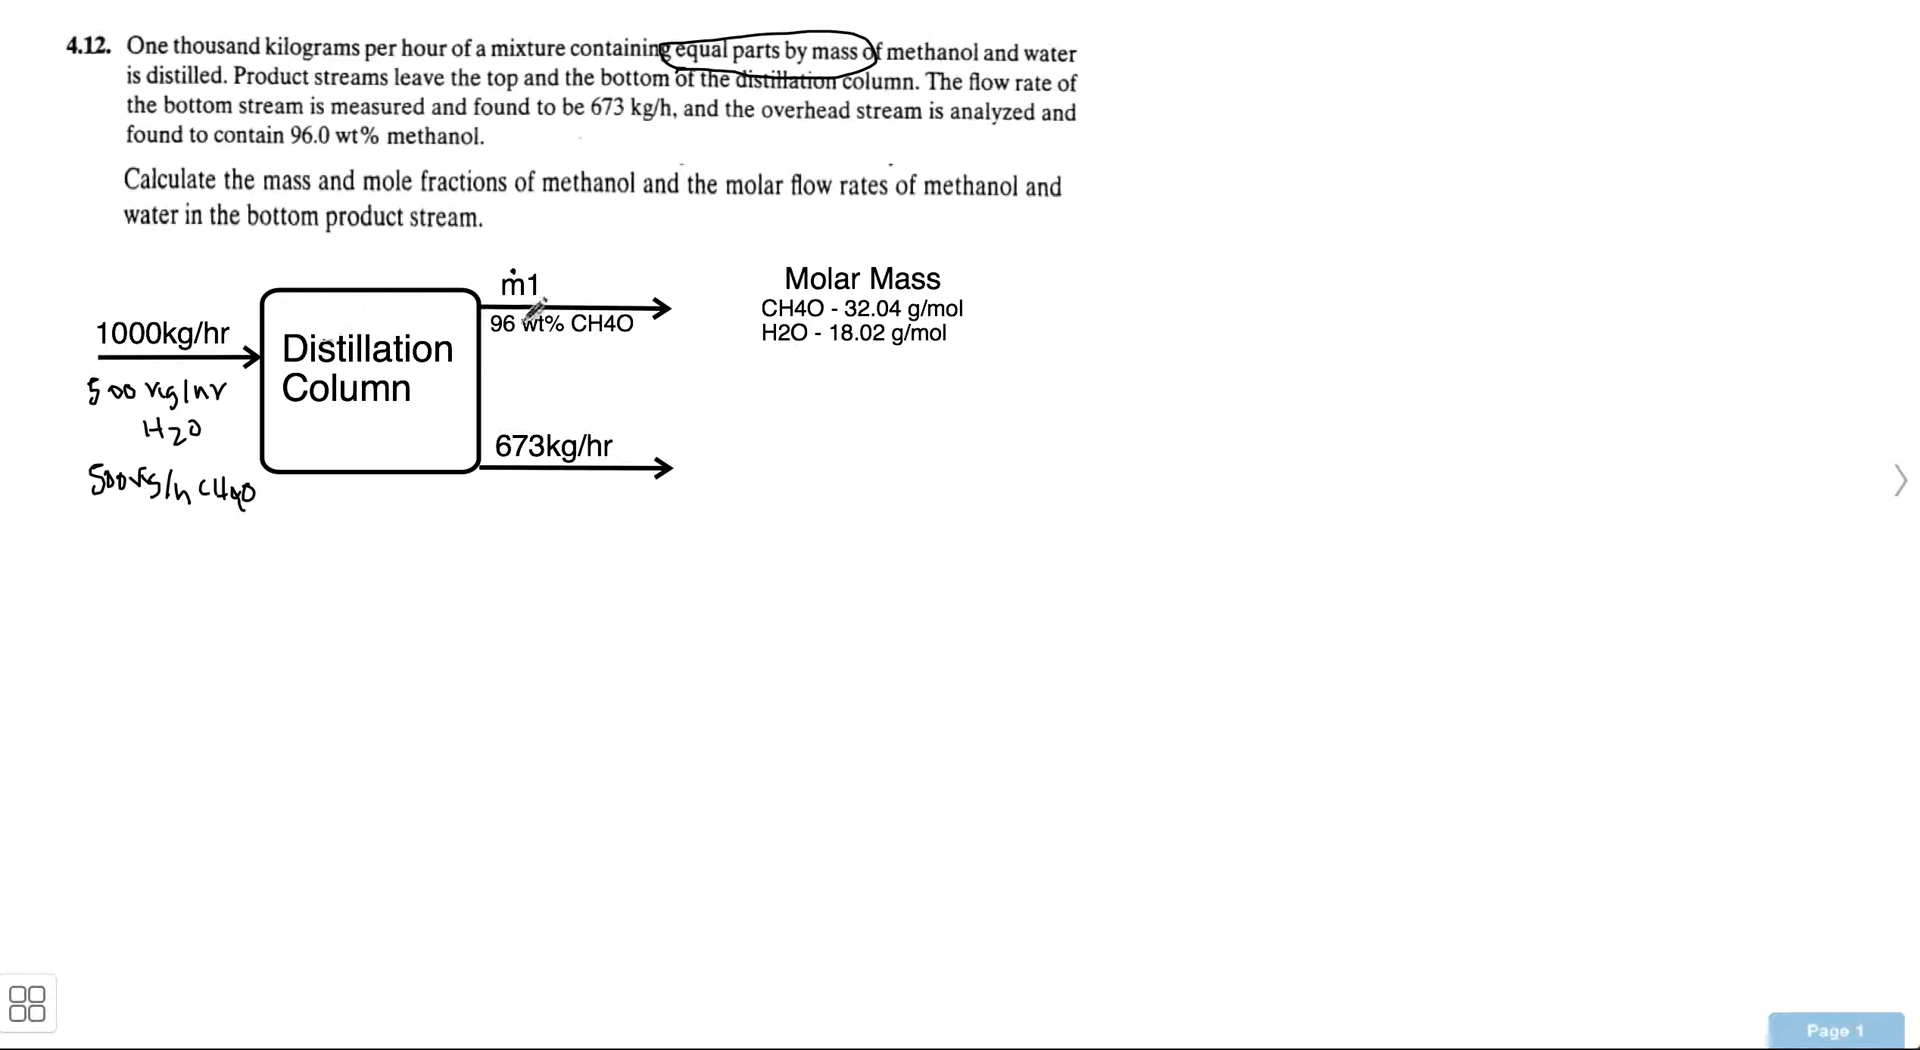 4.12. One thousand kilograms per hour of a mixture containing equal parts by mass of methanol and water
is distilled. Product streams leave the top and the bottom of the distillation column. The flow rate of
the bottom stream is measured and found to be 673 kg/h, and the overhead stream is analyzed and
found to contain 96.0 wt% methanol.
Calculate the mass and mole fractions of methanol and the molar flow rates of methanol and
water in the bottom product stream.
ṁ1
96 wt% CH4O
Molar Mass
CH4O - 32.04 g/mol
H2O - 18.02 g/mol
1000kg/hr
Distillation
Column
500 kg/hr
H2O
500kg/h CH4O
673kg/hr
Page 1